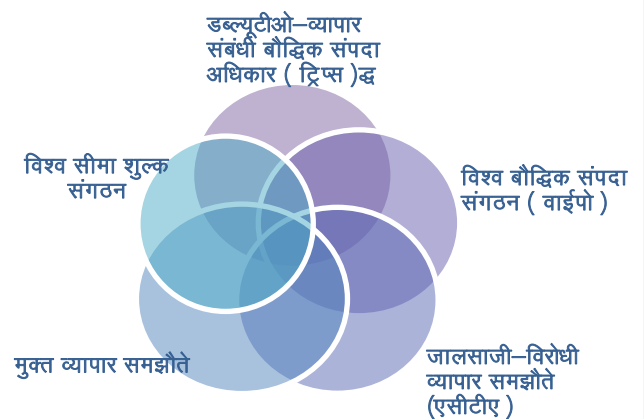 डब्ल्यूटीओ–व्यापार
संबंधी बौद्धिक संपदा
अधिकार ( ट्रिप्स )द्ध
विश्व सीमा शुल्क
संगठन
विश्व बौद्धिक संपदा
संगठन ( वाईपो )
मुक्त व्यापार समझौते
जालसाजी–विरोधी
व्यापार समझौते
(एसीटीए )